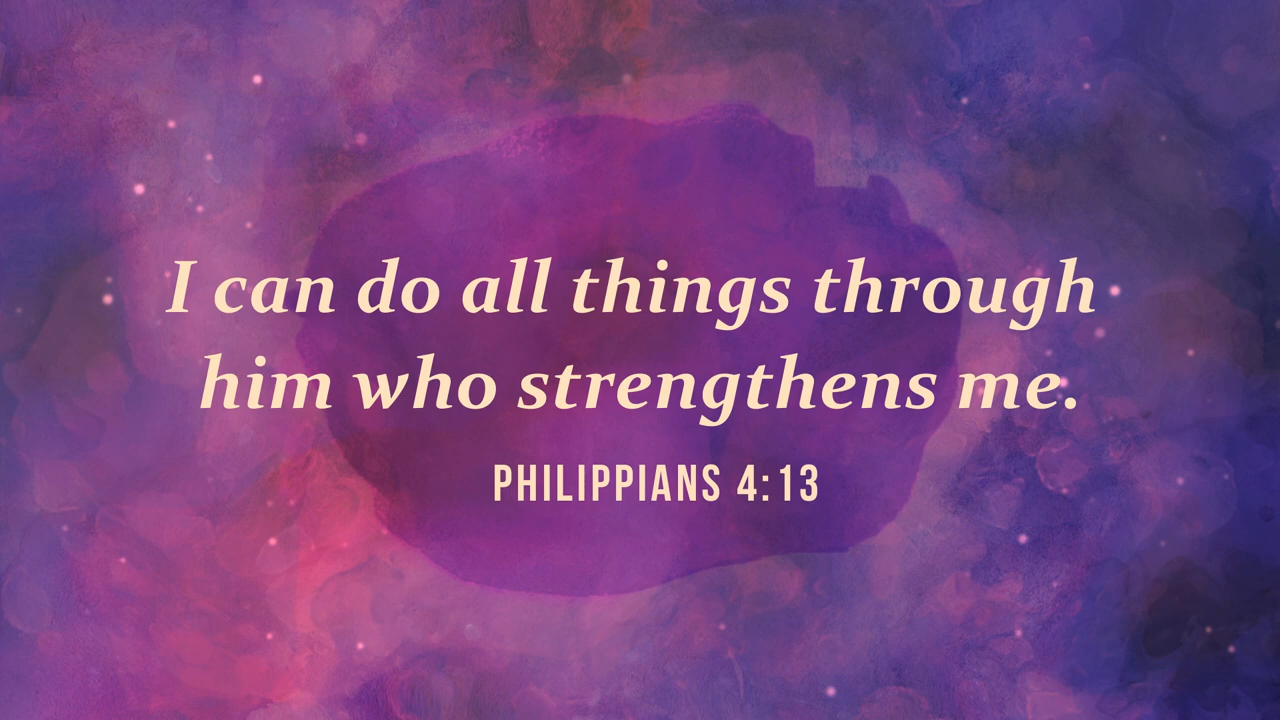 I can do all things through
him who strengthens me.
PHILIPPIANS 4:13